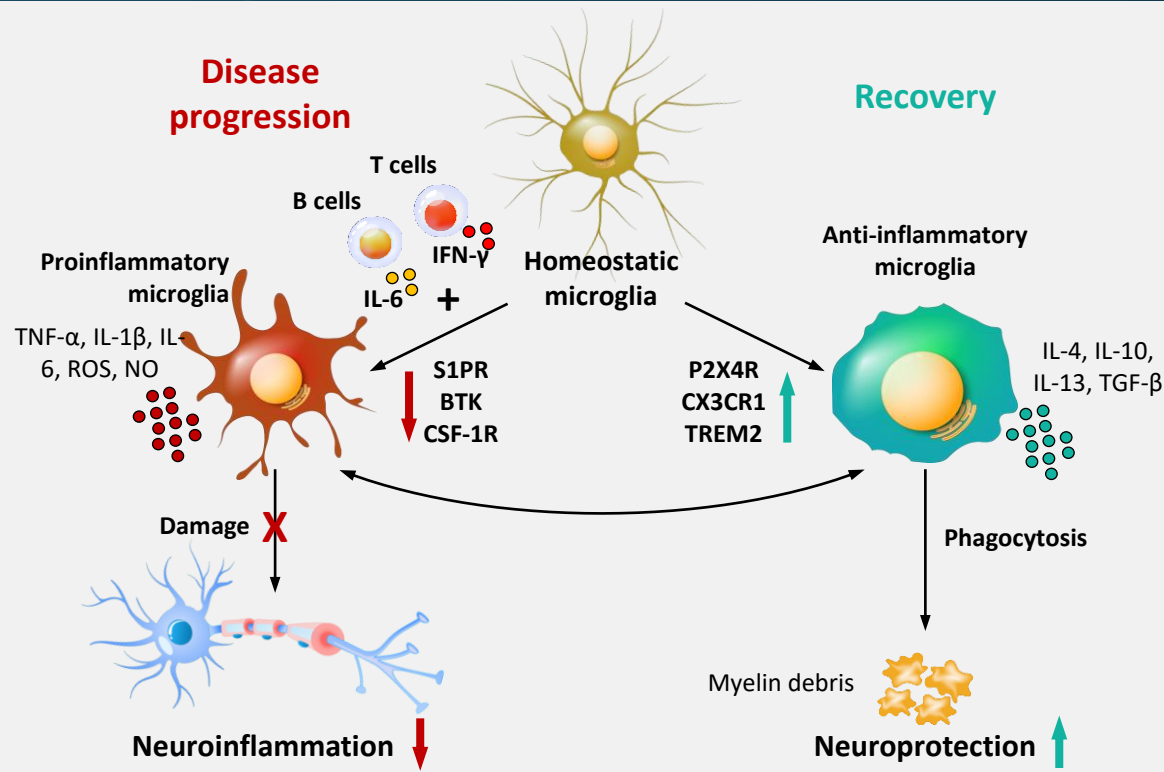 Disease
progression
Recovery
T cells
B cells
IFN-γ
IL-6
+
Homeostatic
microglia
Proinflammatory
microglia
TNF-α, IL-1β, IL-
6, ROS, NO
Anti-inflammatory
microglia
IL-4, IL-10,
IL-13, TGF-β
S1PR
BTK
CSF-1R
P2X4R
CX3CR1
TREM2
Damage
X
Phagocytosis
Myelin debris
Neuroinflammation
Neuroprotection